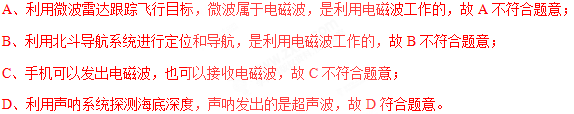 A、利用微波雷达跟踪飞行目标，微波属于电磁波，是利用电磁波工作的，故 A 不符合题意；
B、利用北斗导航系统进行定位和导航，是利用电磁波工作的，故 B 不符合题意；
C、手机可以发出电磁波，也可以接收电磁波，故 C 不符合题意；
D、利用声呐系统探测海底深度，声呐发出的是超声波，故 D 符合题意。